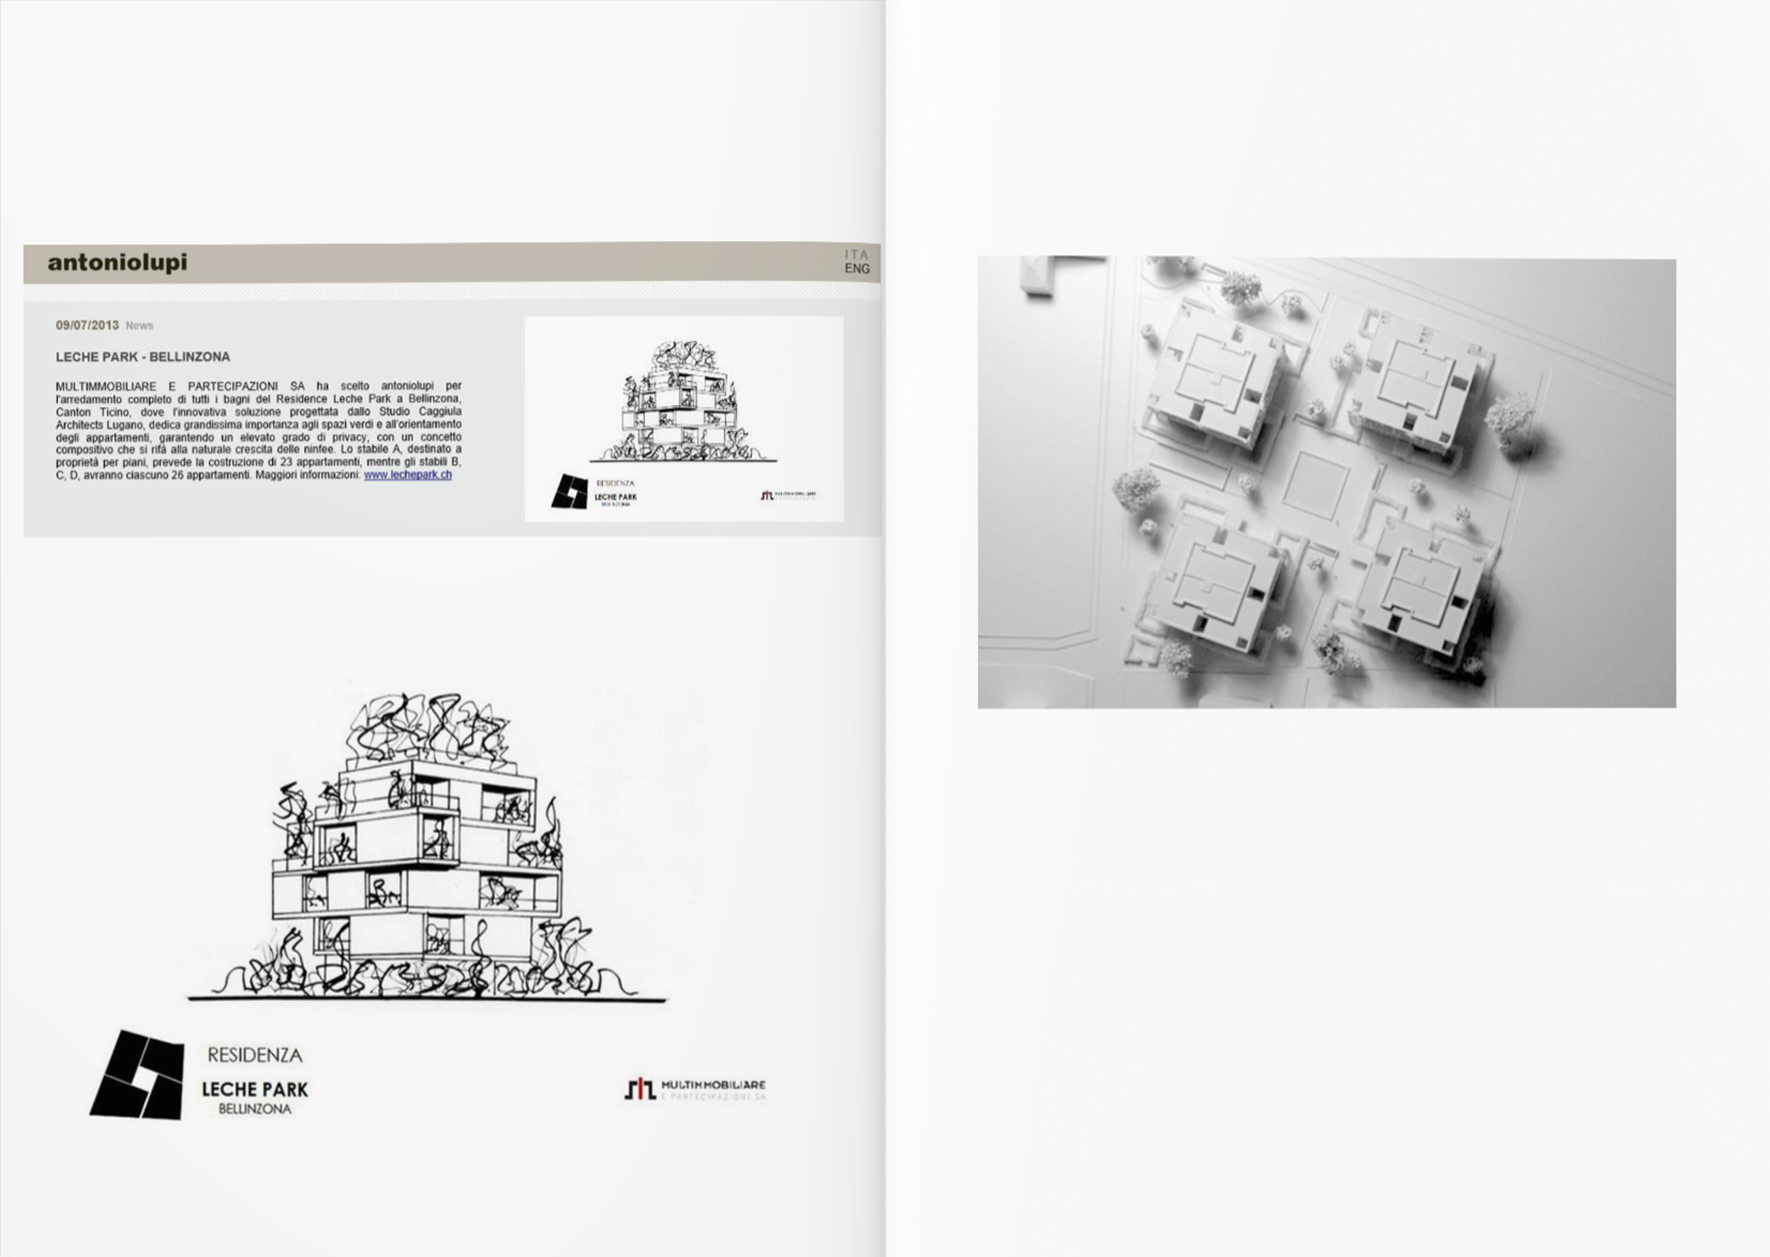 antoniolupi
ITA
ENG
09/07/2013 News
LECHE PARK - BELLINZONA
MULTIMMOBILIARE E PARTECIPAZIONI SA ha scelto antoniolupi per
l'arredamento completo di tutti i bagni del Residence Leche Park a Bellinzona,
Canton Ticino, dove l'innovativa soluzione progettata dallo Studio Caggiula
Architects Lugano, dedica grandissima importanza agli spazi verdi e all'orientamento
degli appartamenti, garantendo un elevato grado di privacy, con un concetto
compositivo che si rifà alla naturale crescita delle ninfee. Lo stabile A, destinato a
proprietà per piani, prevede la costruzione di 23 appartamenti, mentre gli stabili B,
C, D, avranno ciascuno 26 appartamenti. Maggiori informazioni: www.lechepark.ch
RESIDENZA
LECHE PARK
BELLINZONA
MULTIMMOBILIARE
RESIDENZA
LECHE PARK
BELLINZONA
MULTIMMOBILIARE
E PARTECIPAZIONI SA